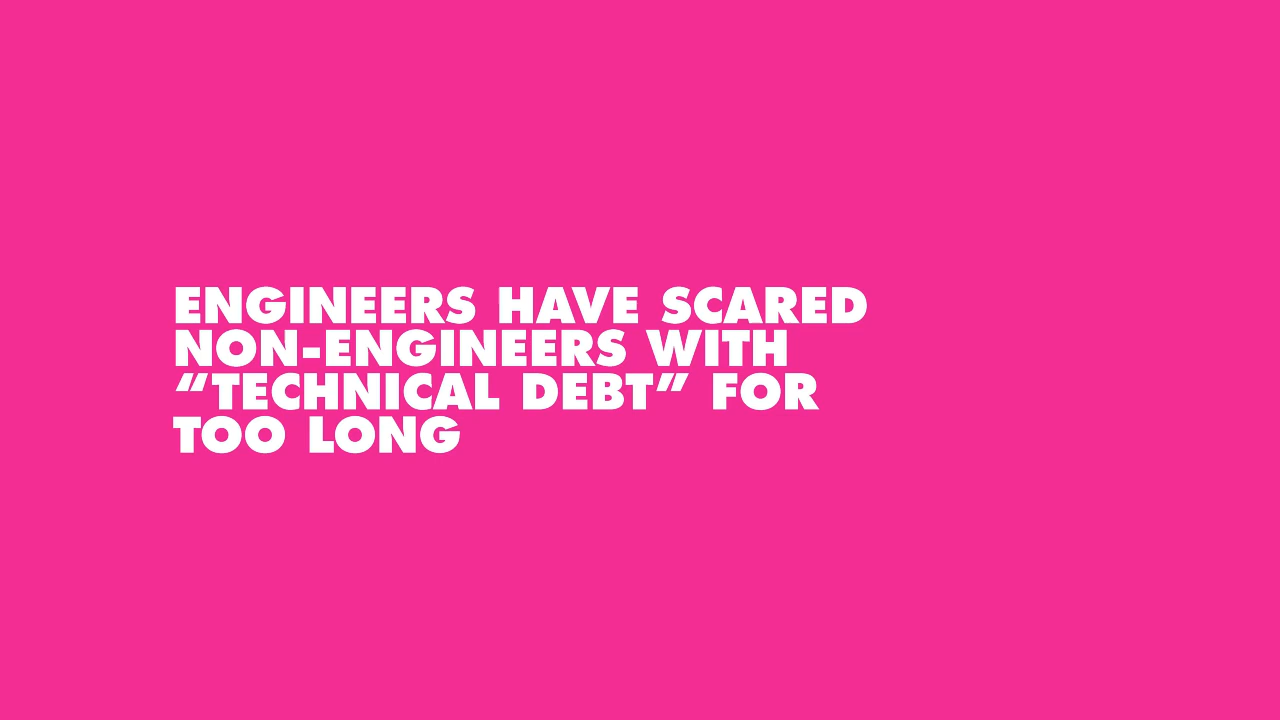 ENGINEERS HAVE SCARED
NON-ENGINEERS WITH
“TECHNICAL DEBT” FOR
TOO LONG